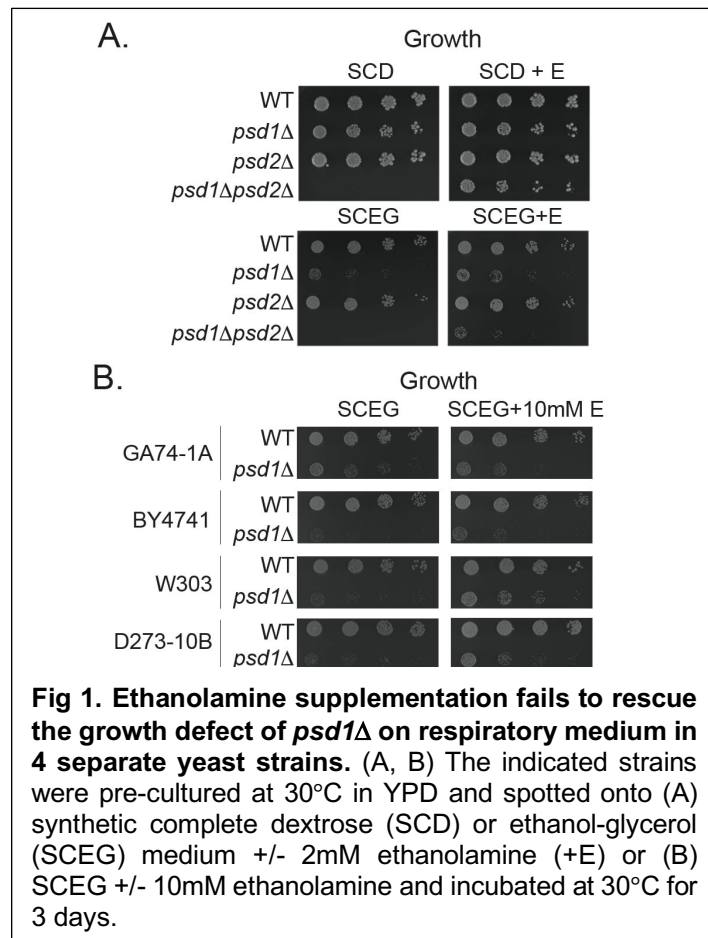 A.
Growth
SCD SCD + E
WT
psd1Δ
psd2Δ
psd1Δpsd2Δ
SCEG SCEG+E
WT
psd1Δ
psd2Δ
psd1Δpsd2Δ
B.
Growth
SCEG SCEG+10mM E
GA74-1A WT
psd1Δ
BY4741 WT
psd1Δ
W303 WT
psd1Δ
D273-10B WT
psd1Δ
Fig 1. Ethanolamine supplementation fails to rescue
the growth defect of psd1Δ on respiratory medium in
4 separate yeast strains. (A, B) The indicated strains
were pre-cultured at 30°C in YPD and spotted onto (A)
synthetic complete dextrose (SCD) or ethanol-glycerol
(SCEG) medium +/- 2mM ethanolamine (+E) or (B)
SCEG +/- 10mM ethanolamine and incubated at 30°C for
3 days.